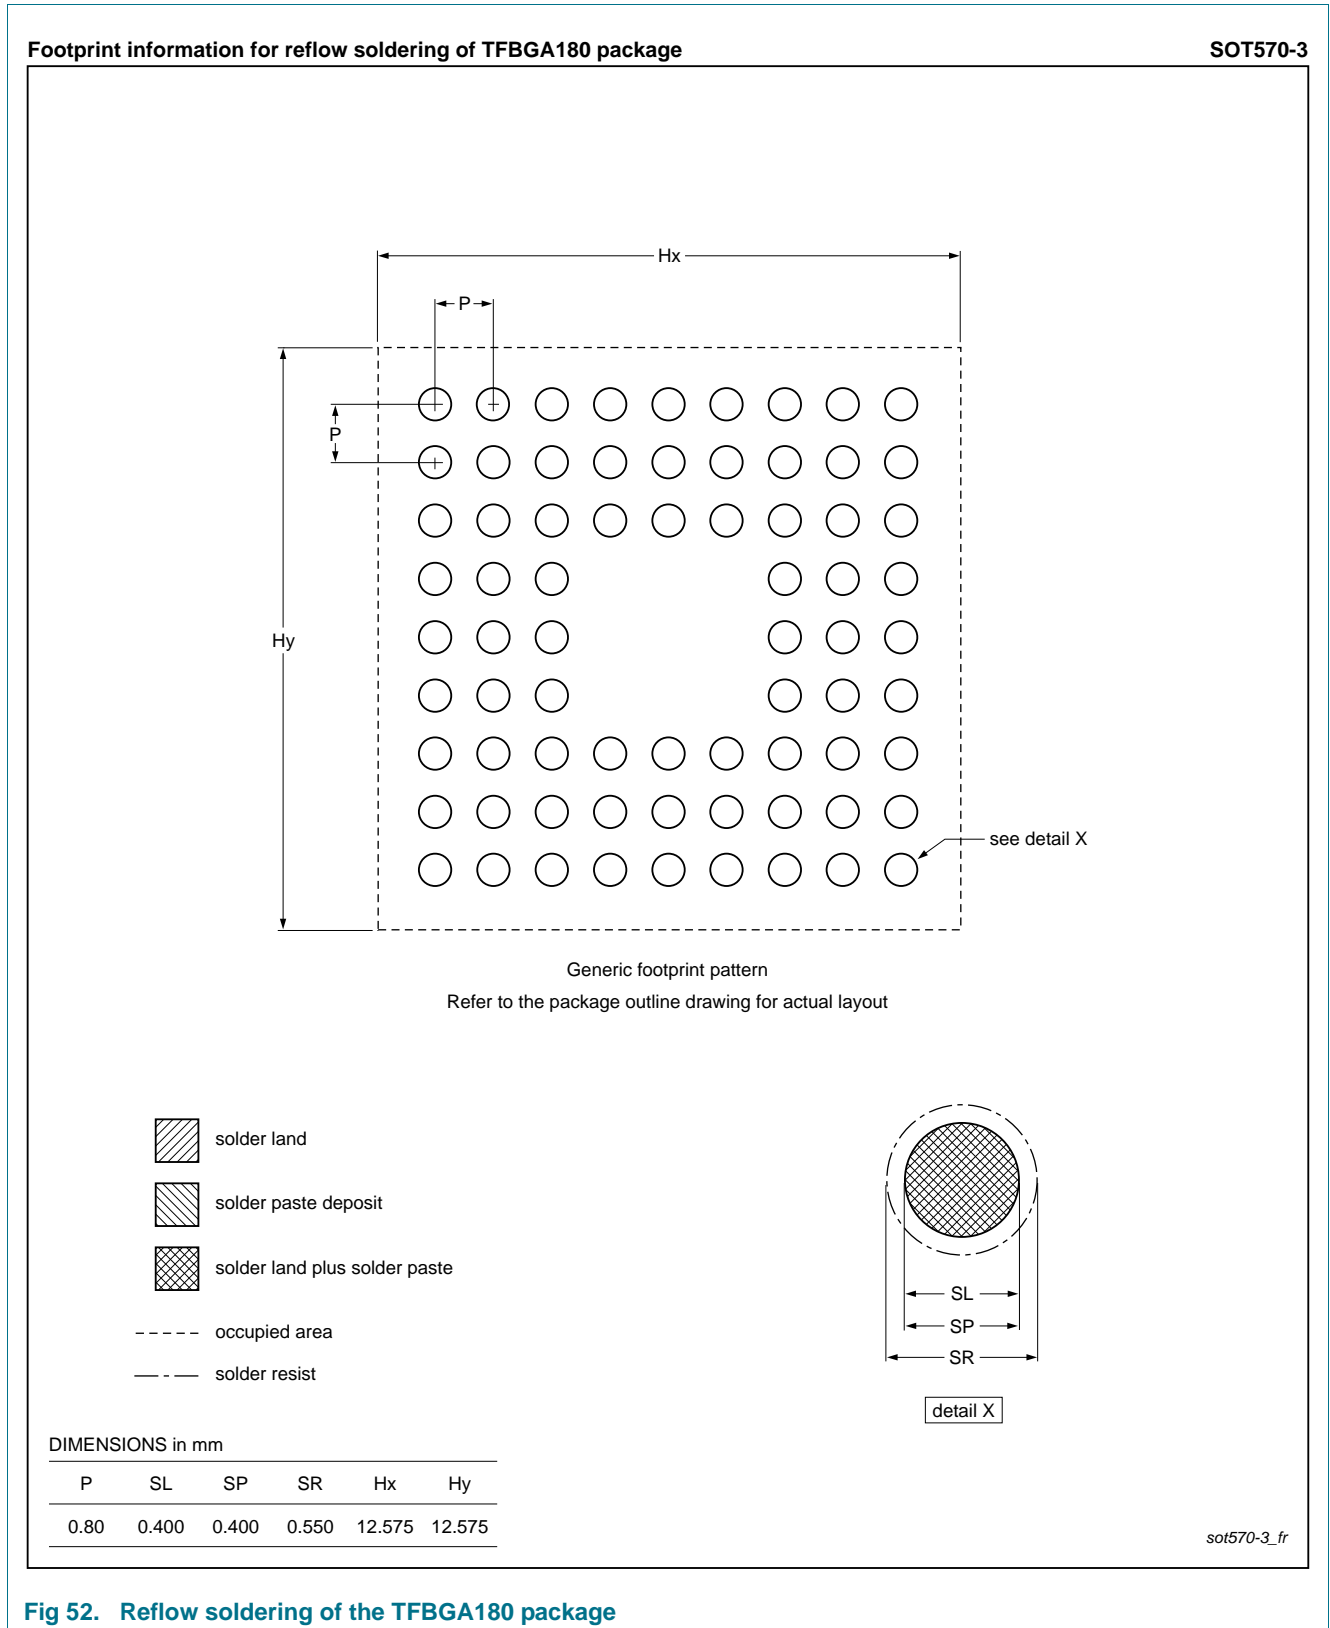 Footprint information for reflow soldering of TFBGA180 package SOT570-3
Hx
P
P
Hy
see detail X
Generic footprint pattern
Refer to the package outline drawing for actual layout
solder land
solder paste deposit
solder land plus solder paste
occupied area
solder resist
SL
SP
SR
detail X
DIMENSIONS in mm
P SL SP SR Hx Hy
0.80 0.400 0.400 0.550 12.575 12.575
sot570-3_fr
Fig 52. Reflow soldering of the TFBGA180 package